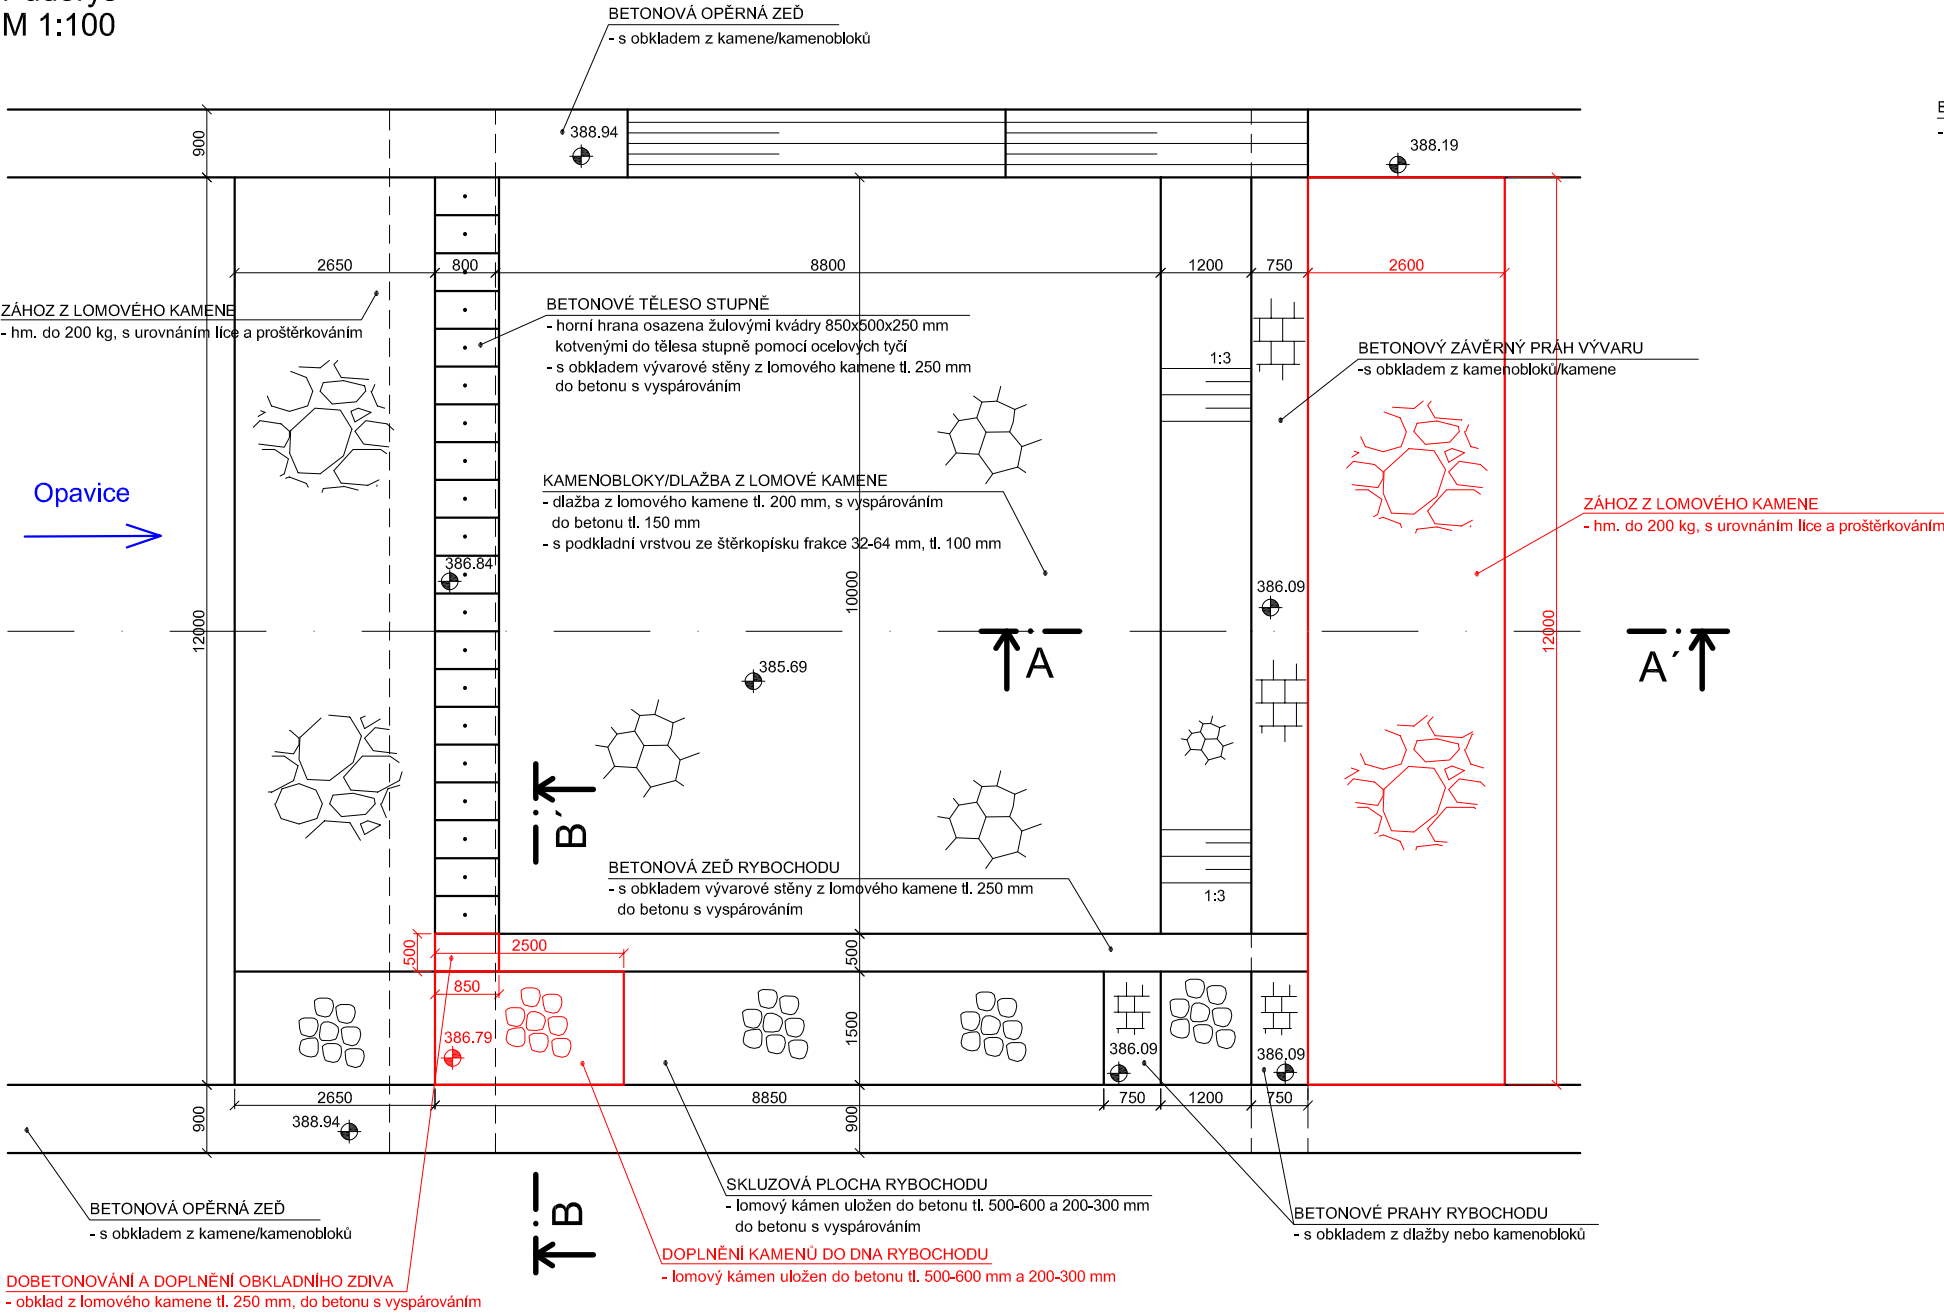 M 1:100
BETONOVÁ OPĚRNÁ ZEĎ
- s obkladem z kamene/kamenobloků
900
388.94
388.19
2650
800
8800
1200
750
2600
ZÁHOZ Z LOMOVÉHO KAMENE
- hm. do 200 kg, s urovnáním líce a proštěrkováním
BETONOVÉ TĚLESO STUPNĚ
- horní hrana osazena žulovými kvádry 850x500x250 mm
kotvenými do tělesa stupně pomocí ocelových tyčí
- s obkladem vývarové stěny z lomového kamene tl. 250 mm
do betonu s vyspárováním
1:3
BETONOVÝ ZÁVĚRNÝ PRÁH VÝVARU
-s obkladem z kamenobloků/kamene
Opavice
KAMENOBLOKY/DLAŽBA Z LOMOVÉ KAMENE
- dlažba z lomového kamene tl. 200 mm, s vyspárováním
do betonu tl. 150 mm
- s podkladní vrstvou ze štěrkopísku frakce 32-64 mm, tl. 100 mm
ZÁHOZ Z LOMOVÉHO KAMENE
- hm. do 200 kg, s urovnáním líce a proštěrkováním
386.84
386.09
12000
10000
12000
385.69
A
A´
B´
BETONOVÁ ZEĎ RYBOCHODU
- s obkladem vývarové stěny z lomového kamene tl. 250 mm
do betonu s vyspárováním
1:3
500
2500
500
850
386.79
1500
386.09
386.09
2650
8850
750
1200
750
900
388.94
900
BETONOVÁ OPĚRNÁ ZEĎ
- s obkladem z kamene/kamenobloků
B
SKLUZOVÁ PLOCHA RYBOCHODU
- lomový kámen uložen do betonu tl. 500-600 a 200-300 mm
do betonu s vyspárováním
BETONOVÉ PRAHY RYBOCHODU
- s obkladem z dlažby nebo kamenobloků
DOPLNĚNÍ KAMENŮ DO DNA RYBOCHODU
- lomový kámen uložen do betonu tl. 500-600 mm a 200-300 mm
DOBETONOVÁNÍ A DOPLNĚNÍ OBKLADNÍHO ZDIVA
- obklad z lomového kamene tl. 250 mm, do betonu s vyspárováním